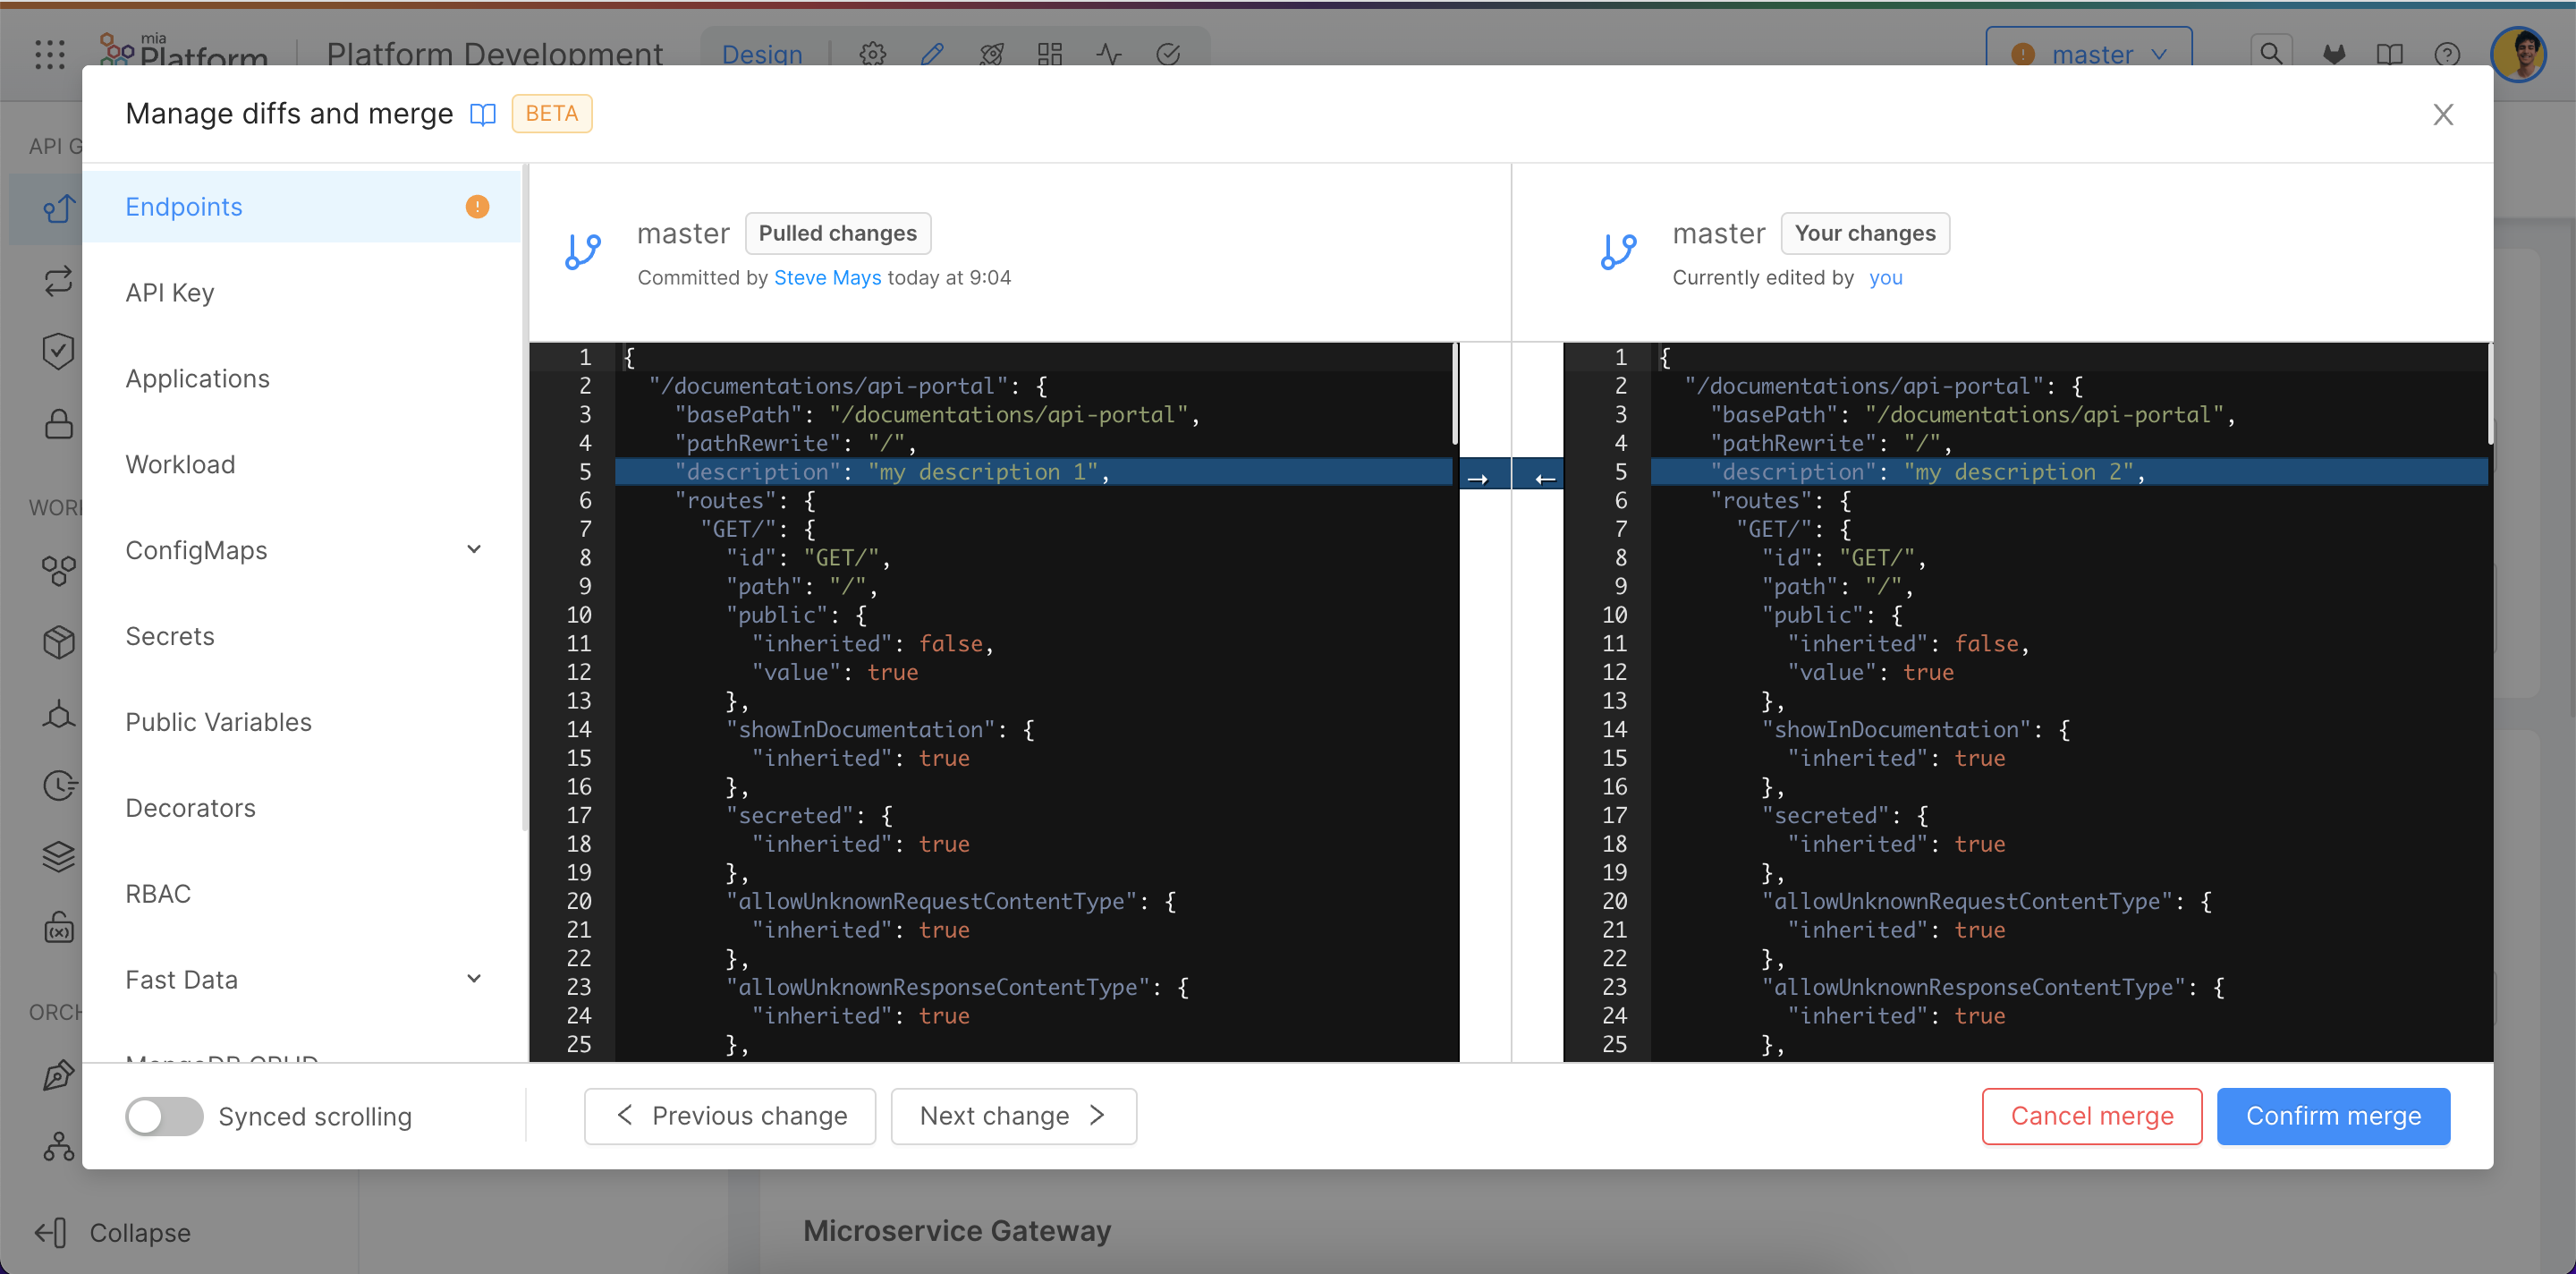 mia
Platform
Platform Development
Design
master
Manage diffs and merge
BETA
API G
Endpoints
API Key
Applications
Workload
WOR
ConfigMaps
Secrets
Public Variables
Decorators
RBAC
Fast Data
ORCH
MongoDB CRUD
master
Pulled changes
Committed by Steve Mays today at 9:04
master
Your changes
Currently edited by you
1 {
2 "/documentations/api-portal": {
3 "basePath": "/documentations/api-portal",
4 "pathRewrite": "/",
5 "description": "my description 1",
6 "routes": {
7 "GET/": {
8 "id": "GET/",
9 "path": "/",
10 "public": {
11 "inherited": false,
12 "value": true
13 },
14 "showInDocumentation": {
15 "inherited": true
16 },
17 "secreted": {
18 "inherited": true
19 },
20 "allowUnknownRequestContentType": {
21 "inherited": true
22 },
23 "allowUnknownResponseContentType": {
24 "inherited": true
25 },
→ ←
1 {
2 "/documentations/api-portal": {
3 "basePath": "/documentations/api-portal",
4 "pathRewrite": "/",
5 "description": "my description 2",
6 "routes": {
7 "GET/": {
8 "id": "GET/",
9 "path": "/",
10 "public": {
11 "inherited": false,
12 "value": true
13 },
14 "showInDocumentation": {
15 "inherited": true
16 },
17 "secreted": {
18 "inherited": true
19 },
20 "allowUnknownRequestContentType": {
21 "inherited": true
22 },
23 "allowUnknownResponseContentType": {
24 "inherited": true
25 },
Synced scrolling
Previous change
Next change
Cancel merge
Confirm merge
Collapse
Microservice Gateway